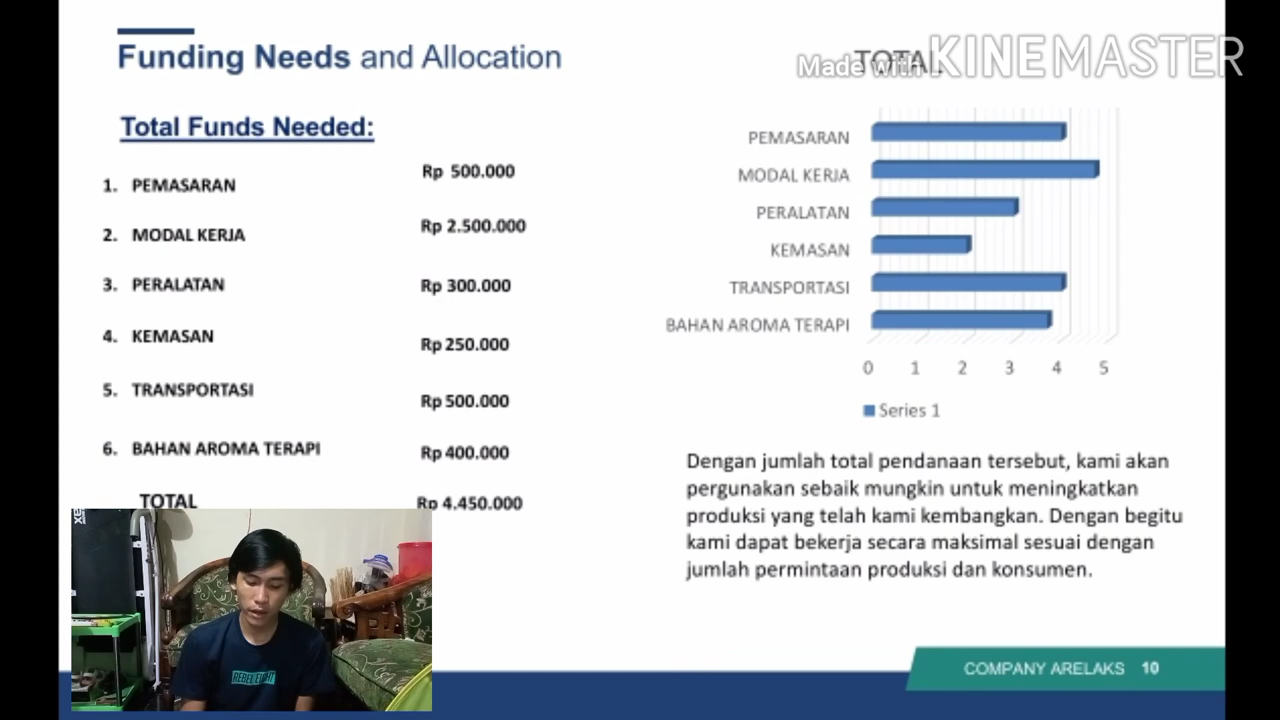 Funding Needs and Allocation
Total Funds Needed:
1. PEMASARAN Rp 500.000
2. MODAL KERJA Rp 2.500.000
3. PERALATAN Rp 300.000
4. KEMASAN Rp 250.000
5. TRANSPORTASI Rp 500.000
6. BAHAN AROMA TERAPI Rp 400.000
TOTAL Rp 4.450.000
TOTAL
Made with KINEMASTER
PEMASARAN
MODAL KERJA
PERALATAN
KEMASAN
TRANSPORTASI
BAHAN AROMA TERAPI
0 1 2 3 4 5
Series 1
Dengan jumlah total pendanaan tersebut, kami akan
pergunakan sebaik mungkin untuk meningkatkan
produksi yang telah kami kembangkan. Dengan begitu
kami dapat bekerja secara maksimal sesuai dengan
jumlah permintaan produksi dan konsumen.
REBEL EIGHT
COMPANY ARELAKS 10